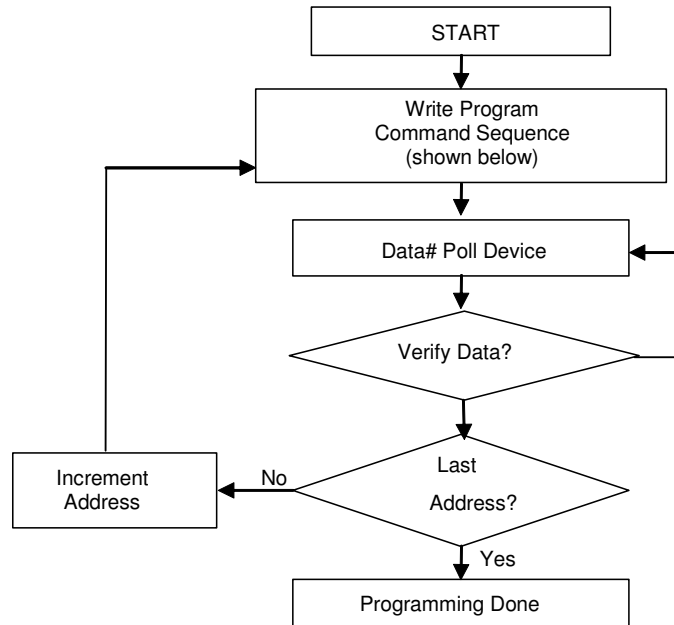 START
Write Program
Command Sequence
(shown below)
Data# Poll Device
Verify Data?
Last
Address?
No
Increment
Address
Yes
Programming Done